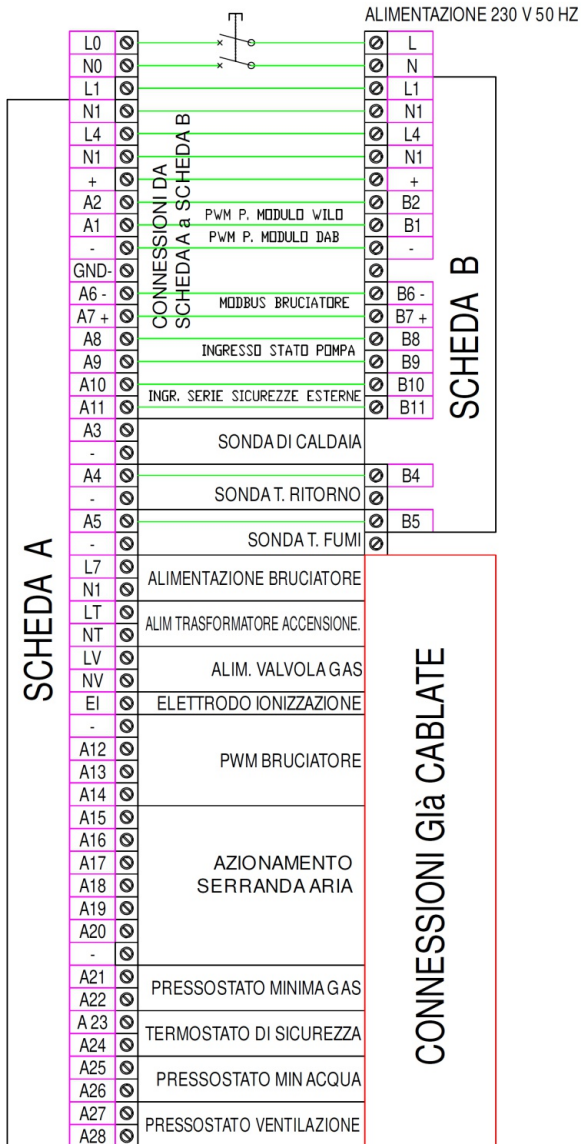 ALIMENTAZIONE 230 V 50 HZ
L0 L
N0 N
L1 L1
N1 N1
L4 L4
N1 N1
+ +
A2 B2
PWM P. MODULO WILO
A1 B1
PWM P. MODULO DAB
- -
GND-
A6 - B6 -
MODBUS BRUCIATORE
A7 + B7 +
A8 B8
INGRESSO STATO POMPA
A9 B9
A10 B10
INGR. SERIE SICUREZZE ESTERNE
A11 B11
CONNESSIONI DA
SCHEDA A a SCHEDA B
SCHEDA B
A3
SONDA DI CALDAIA
-
A4 B4
SONDA T. RITORNO
-
A5 B5
SONDA T. FUMI
-
SCHEDA A
L7
ALIMENTAZIONE BRUCIATORE
N1
LT
ALIM TRASFORMATORE ACCENSIONE.
NT
LV
ALIM. VALVOLA GAS
NV
EI ELETTRODO IONIZZAZIONE
-
A12
PWM BRUCIATORE
A13
A14
A15
A16
A17 AZIONAMENTO
A18 SERRANDA ARIA
A19
A20
-
A21
PRESSOSTATO MINIMA GAS
A22
A 23
TERMOSTATO DI SICUREZZA
A24
A25
PRESSOSTATO MIN ACQUA
A26
A27
PRESSOSTATO VENTILAZIONE
A28
CONNESSIONI Già CABLATE